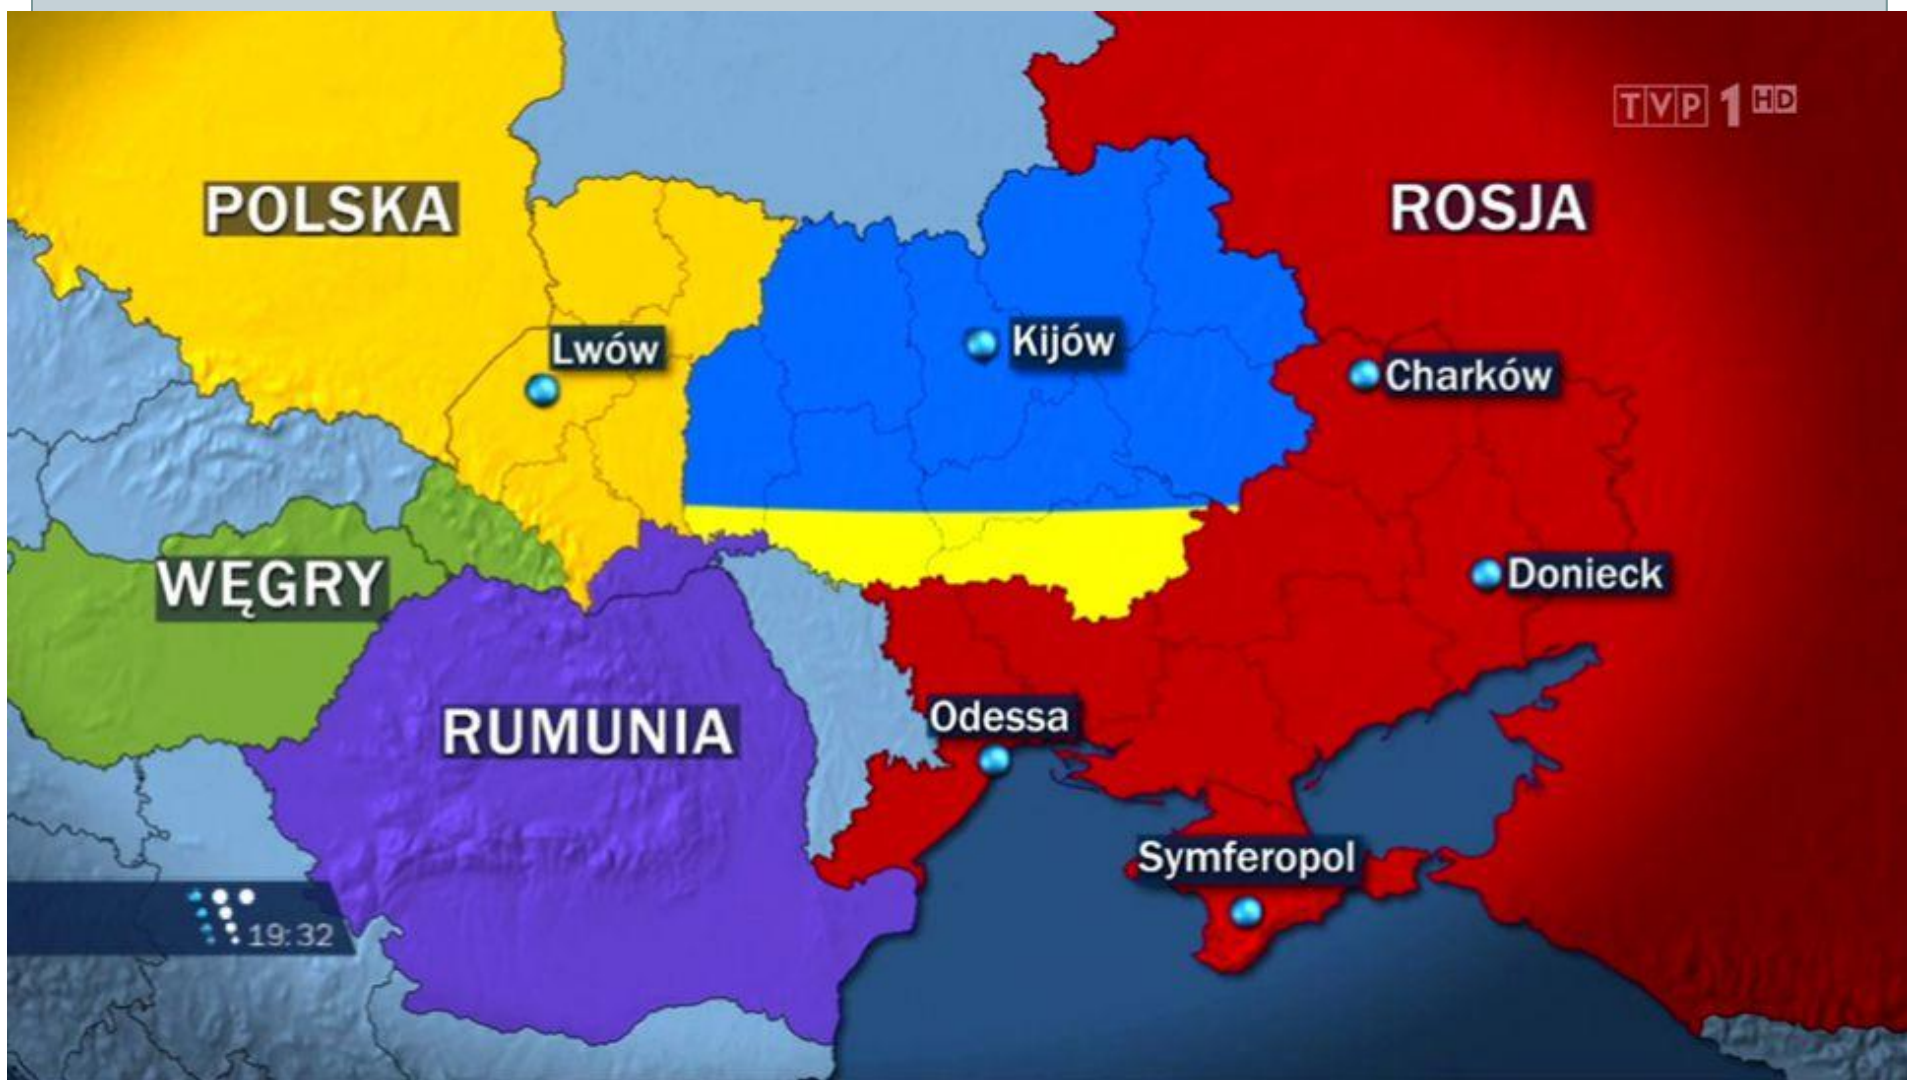 TVP 1 HD
POLSKA
ROSJA
Lwów
Kijów
Charków
WĘGRY
Donieck
RUMUNIA
Odessa
Symferopol
19:32